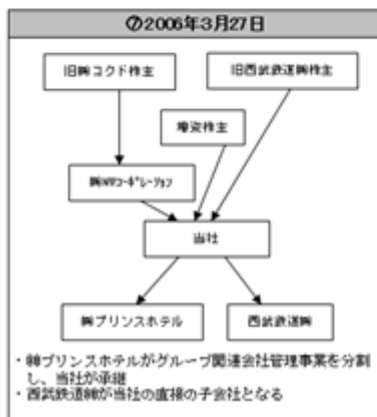 ⑦2006年3月27日
旧㈱コクド株主
旧西武鉄道㈱株主
増資株主
㈱NWコーポレーション
当社
㈱プリンスホテル
西武鉄道㈱
・㈱プリンスホテルがグループ関連会社管理事業を分割
し、当社が承継
・西武鉄道㈱が当社の直接の子会社となる